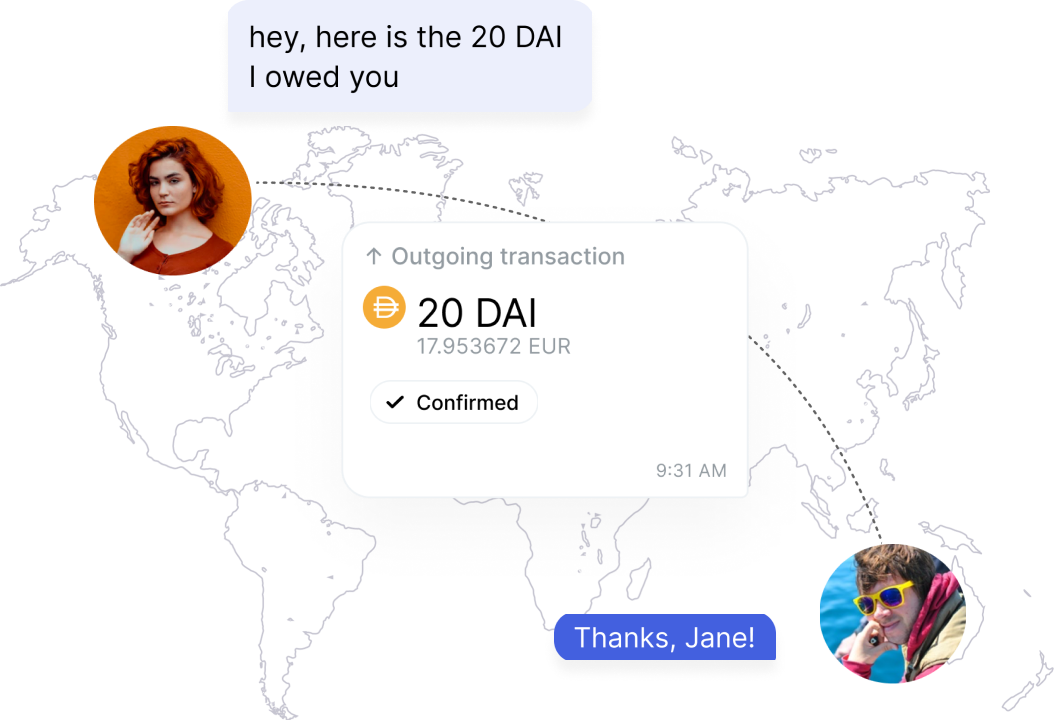 hey, here is the 20 DAI
I owed you
↑ Outgoing transaction
20 DAI
17.953672 EUR
Confirmed
9:31 AM
Thanks, Jane!